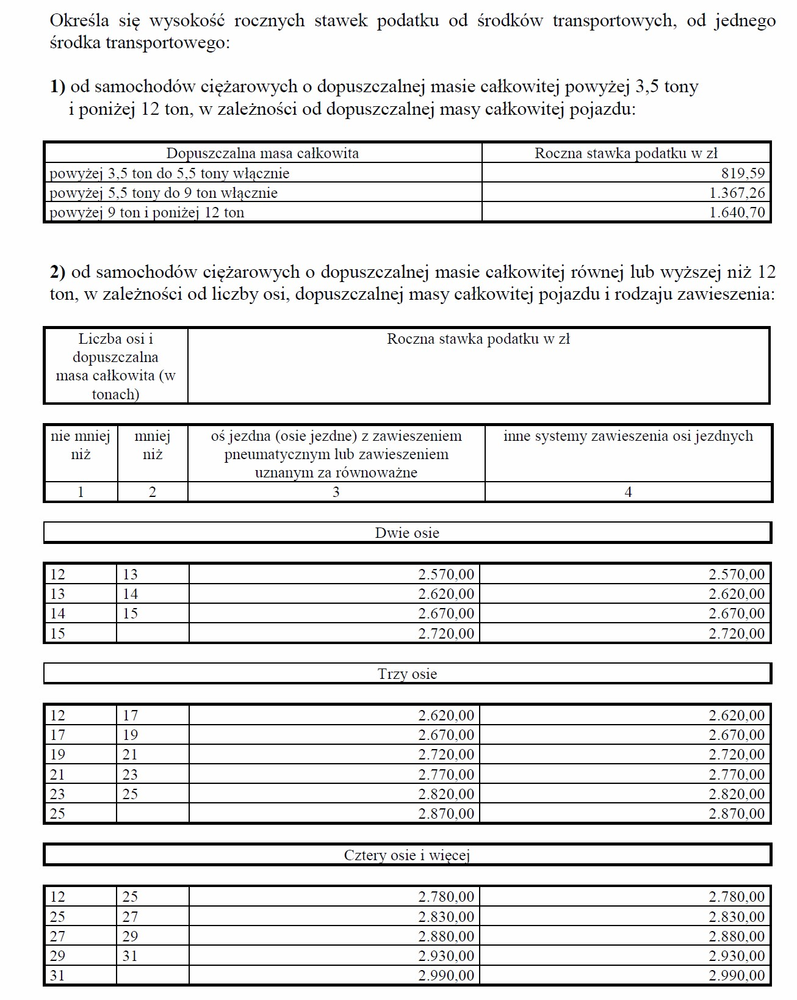 Określa się wysokość rocznych stawek podatku od środków transportowych, od jednego
środka transportowego:
1) od samochodów ciężarowych o dopuszczalnej masie całkowitej powyżej 3,5 tony
i poniżej 12 ton, w zależności od dopuszczalnej masy całkowitej pojazdu:
Dopuszczalna masa całkowita Roczna stawka podatku w zł
powyżej 3,5 ton do 5,5 tony włącznie 819,59
powyżej 5,5 tony do 9 ton włącznie 1.367,26
powyżej 9 ton i poniżej 12 ton 1.640,70
2) od samochodów ciężarowych o dopuszczalnej masie całkowitej równej lub wyższej niż 12
ton, w zależności od liczby osi, dopuszczalnej masy całkowitej pojazdu i rodzaju zawieszenia:
Liczba osi i
dopuszczalna
masa całkowita (w
tonach)
Roczna stawka podatku w zł
nie mniej
niż
mniej
niż
oś jezdna (osie jezdne) z zawieszeniem
pneumatycznym lub zawieszeniem
uznanym za równoważne
inne systemy zawieszenia osi jezdnych
1 2 3 4
Dwie osie
12 13 2.570,00 2.570,00
13 14 2.620,00 2.620,00
14 15 2.670,00 2.670,00
15 2.720,00 2.720,00
Trzy osie
12 17 2.620,00 2.620,00
17 19 2.670,00 2.670,00
19 21 2.720,00 2.720,00
21 23 2.770,00 2.770,00
23 25 2.820,00 2.820,00
25 2.870,00 2.870,00
Cztery osie i więcej
12 25 2.780,00 2.780,00
25 27 2.830,00 2.830,00
27 29 2.880,00 2.880,00
29 31 2.930,00 2.930,00
31 2.990,00 2.990,00